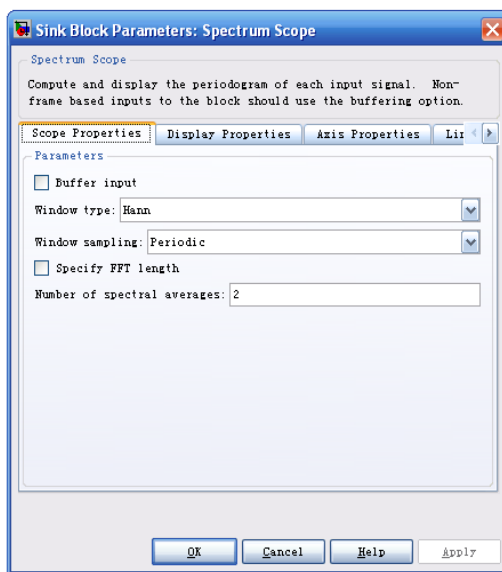 Sink Block Parameters: Spectrum Scope
Spectrum Scope
Compute and display the periodogram of each input signal. Non-
frame based inputs to the block should use the buffering option.
Scope Properties Display Properties Axis Properties
Parameters
Buffer input
Window type: Hann
Window sampling: Periodic
Specify FFT length
Number of spectral averages: 2
OK Cancel Help Apply